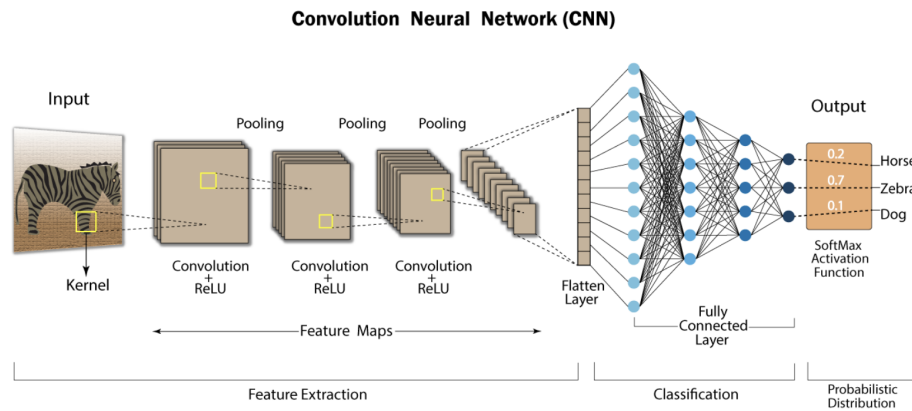 Convolution Neural Network (CNN)
Input
Kernel
Pooling
Pooling
Pooling
Convolution
+
ReLU
Convolution
+
ReLU
Convolution
+
ReLU
Feature Maps
Flatten
Layer
Fully
Connected
Layer
Output
0.2
0.7
0.1
Horse
Zebra
Dog
SoftMax
Activation
Function
Feature Extraction
Classification
Probabilistic
Distribution